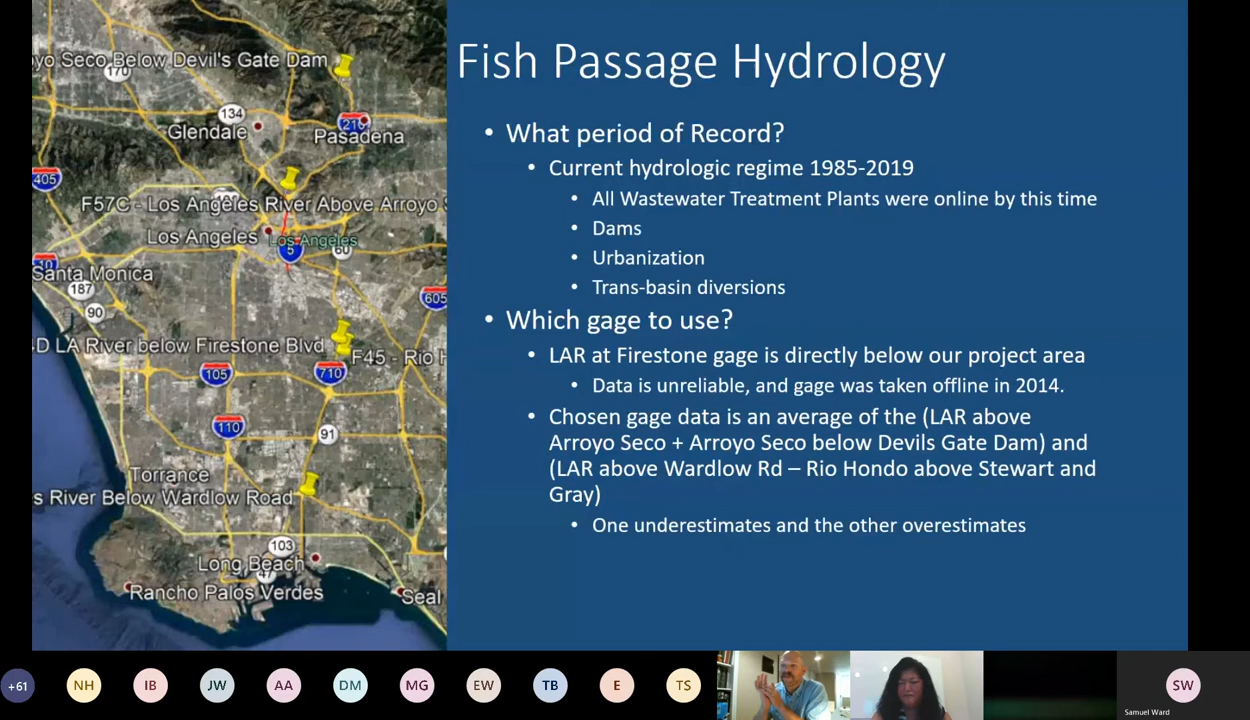 yo Seco Below Devil's Gate Dam
170
134
Glendale
210
Pasadena
405
F57C - Los Angeles River Above Arroyo S
Los Angeles
Los Angeles
5
60
10
Santa Monica
187
90
605
D LA River below Firestone Blvd
F45 - Rio H
105
710
110
91
Torrance
s River Below Wardlow Road
103
Long Beach
47
Rancho Palos Verdes
Seal
Fish Passage Hydrology
• What period of Record?
• Current hydrologic regime 1985-2019
• All Wastewater Treatment Plants were online by this time
• Dams
• Urbanization
• Trans-basin diversions
• Which gage to use?
• LAR at Firestone gage is directly below our project area
• Data is unreliable, and gage was taken offline in 2014.
• Chosen gage data is an average of the (LAR above
Arroyo Seco + Arroyo Seco below Devils Gate Dam) and
(LAR above Wardlow Rd – Rio Hondo above Stewart and
Gray)
• One underestimates and the other overestimates
+61
NH
IB
JW
AA
DM
MG
EW
TB
E
TS
SW
Samuel Ward